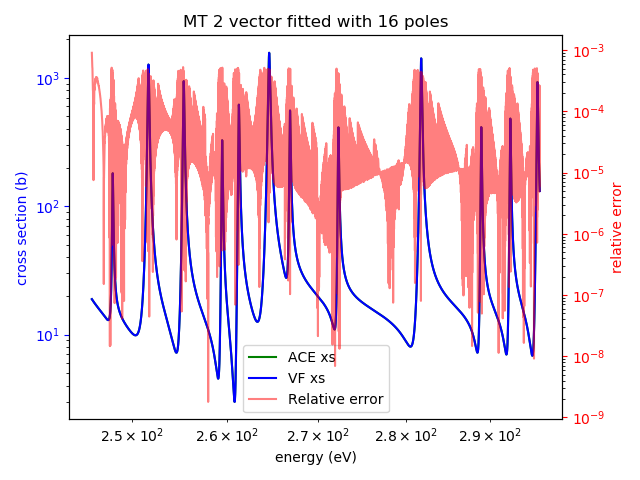 MT 2 vector fitted with 16 poles
10³
10²
10¹
cross section (b)
10⁻³
10⁻⁴
10⁻⁵
10⁻⁶
10⁻⁷
10⁻⁸
10⁻⁹
relative error
ACE xs
VF xs
Relative error
2.5 × 10² 2.6 × 10² 2.7 × 10² 2.8 × 10² 2.9 × 10²
energy (eV)